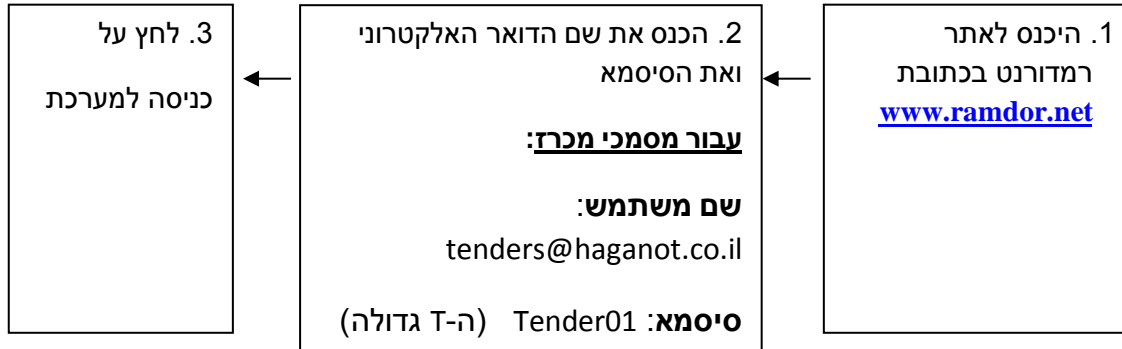 1. היכנס לאתר
רמדורנט בכתובת
www.ramdor.net
2. הכנס את שם הדואר האלקטרוני
ואת הסיסמא
עבור מסמכי מכרז:
שם משתמש:
tenders@haganot.co.il
סיסמא: Tender01 (ה-T גדולה)
3. לחץ על
כניסה למערכת